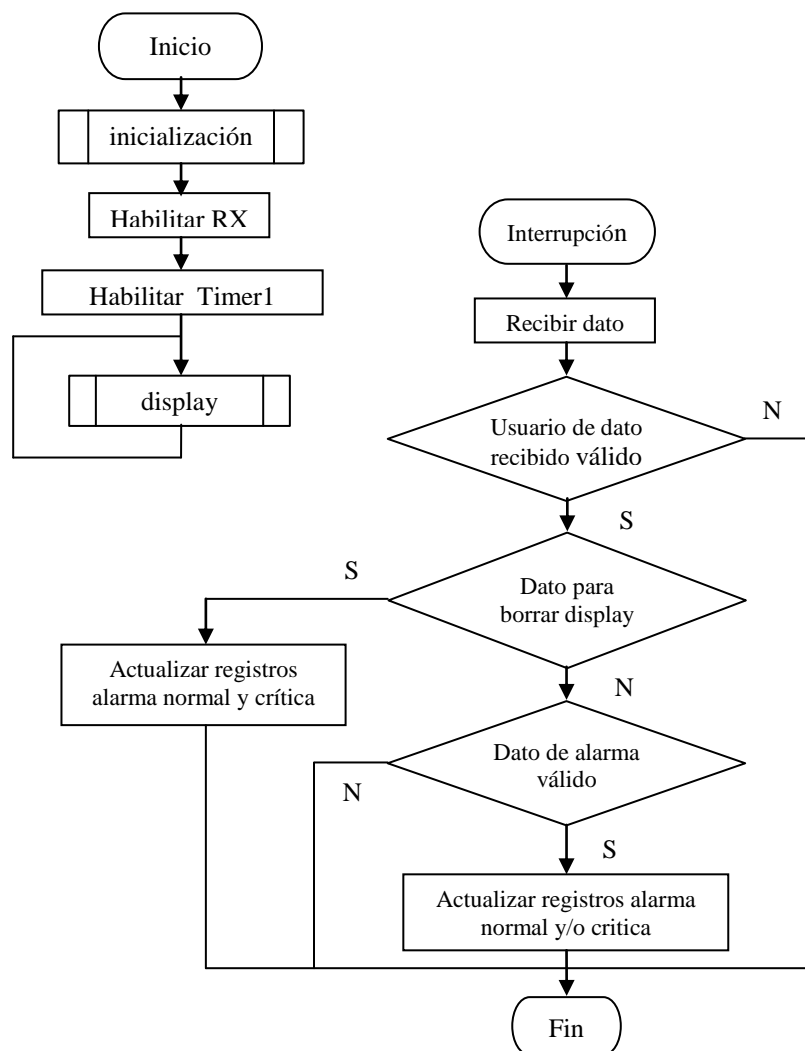 Inicio
inicialización
Habilitar RX
Habilitar Timer1
display
Interrupción
Recibir dato
Usuario de dato
recibido válido
N
S
Dato para
borrar display
S
Actualizar registros
alarma normal y crítica
N
Dato de alarma
válido
N
S
Actualizar registros alarma
normal y/o critica
Fin